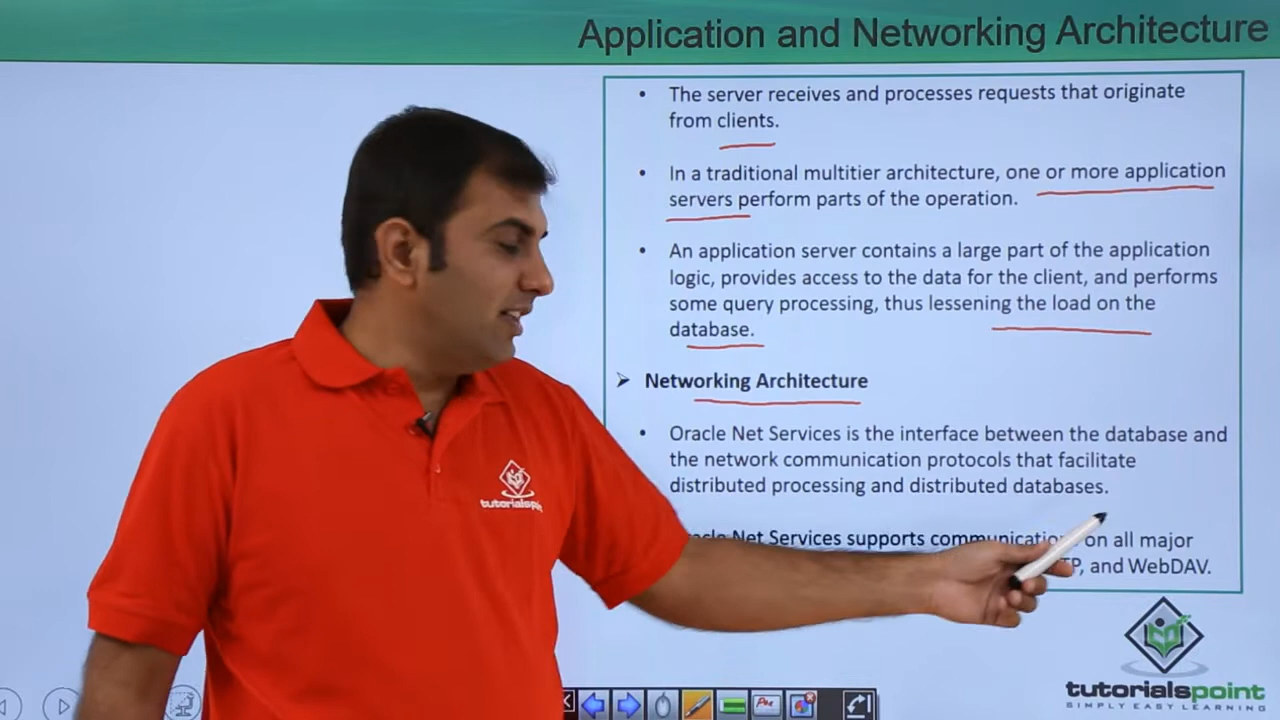 Application and Networking Architecture
• The server receives and processes requests that originate
from clients.
• In a traditional multitier architecture, one or more application
servers perform parts of the operation.
• An application server contains a large part of the application
logic, provides access to the data for the client, and performs
some query processing, thus lessening the load on the
database.
➢ Networking Architecture
• Oracle Net Services is the interface between the database and
the network communication protocols that facilitate
distributed processing and distributed databases.
Net Services supports on all major
and WebDAV.
tutorialspoint
tutorialspoint
SIMPLY EASY LEARNING